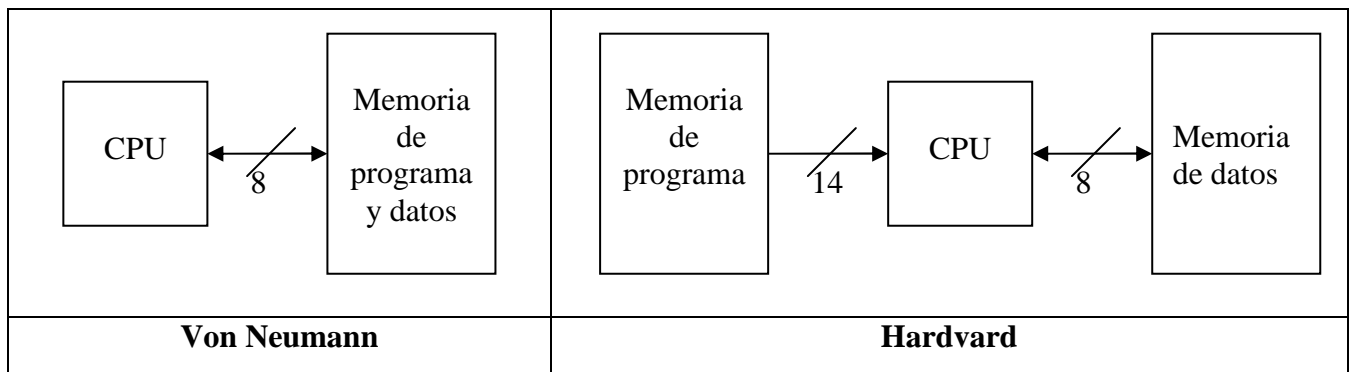 CPU
8
Memoria
de
programa
y datos
Von Neumann
Memoria
de
programa
14
CPU
8
Memoria
de datos
Hardvard